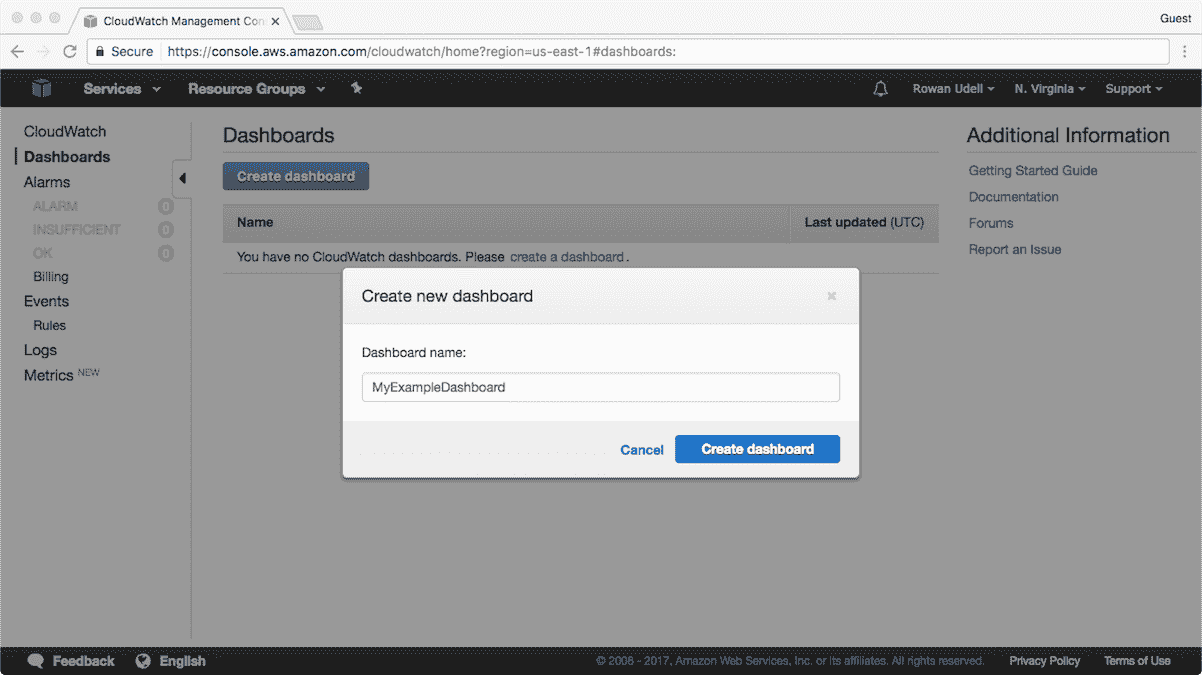 CloudWatch Management Con
Guest
Secure https://console.aws.amazon.com/cloudwatch/home?region=us-east-1#dashboards:
Services Resource Groups Rowan Udell N. Virginia Support
CloudWatch
Dashboards
Alarms
ALARM 0
INSUFFICIENT 0
OK 0
Billing
Events
Rules
Logs
Metrics NEW
Dashboards
Create dashboard
Name Last updated (UTC)
You have no CloudWatch dashboards. Please create a dashboard.
Create new dashboard
Dashboard name:
MyExampleDashboard
Cancel Create dashboard
Additional Information
Getting Started Guide
Documentation
Forums
Report an Issue
Feedback English © 2008 - 2017, Amazon Web Services, Inc. or its affiliates. All rights reserved. Privacy Policy Terms of Use